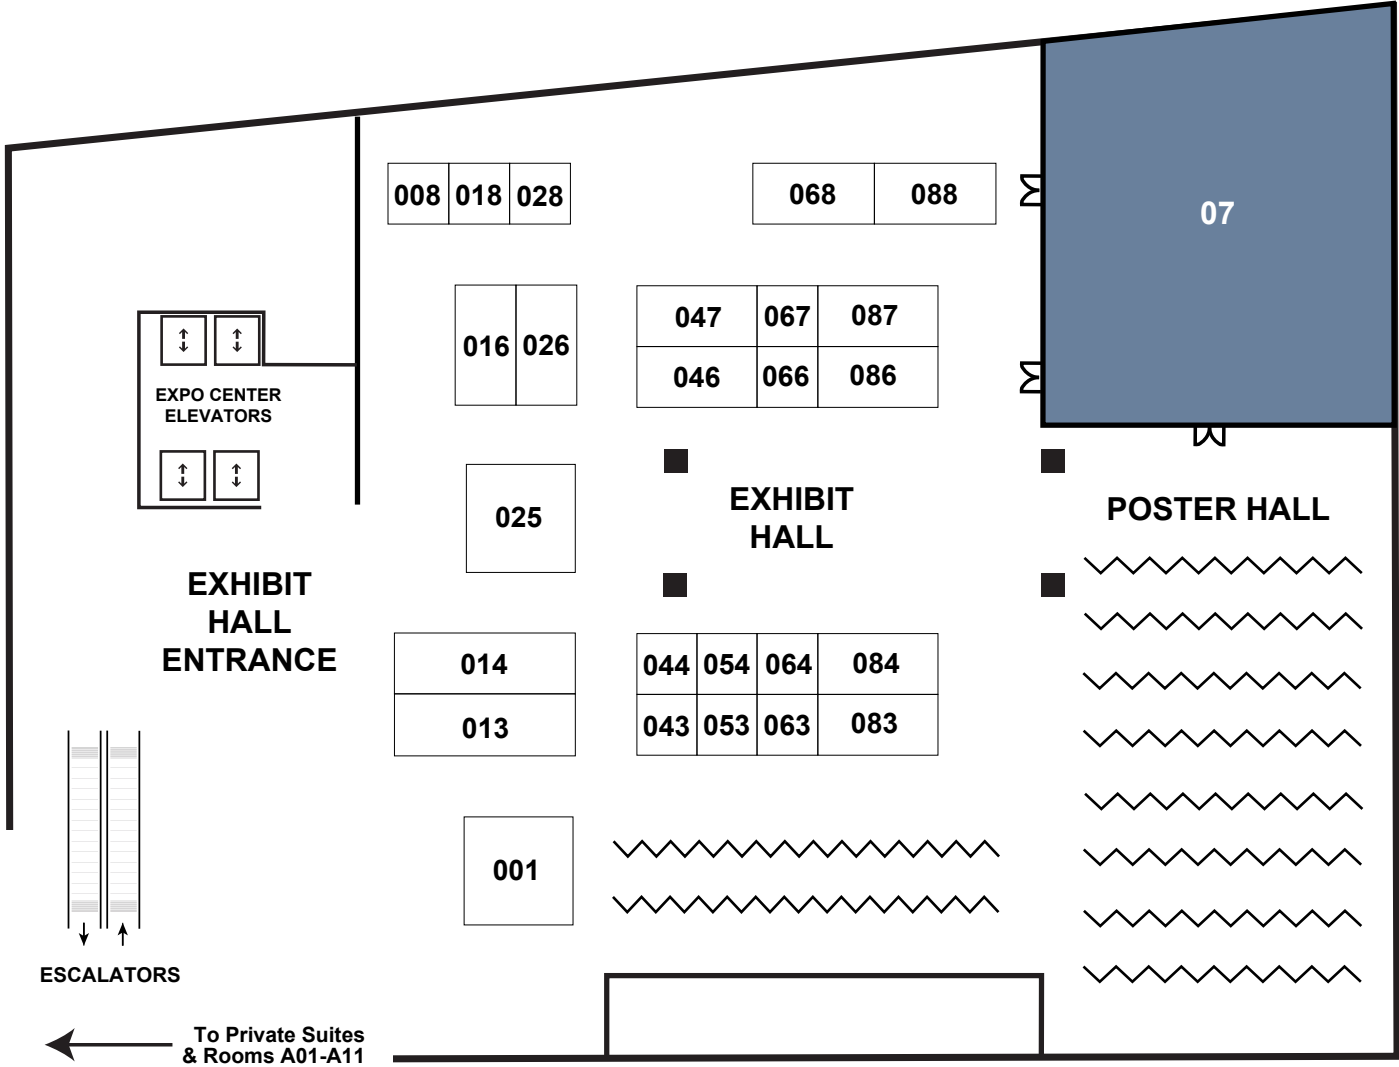 008 018 028
068 088
07
016 026
047 067 087
046 066 086
EXPO CENTER
ELEVATORS
025
EXHIBIT
HALL
POSTER HALL
EXHIBIT
HALL
ENTRANCE
014
013
044 054 064 084
043 053 063 083
001
ESCALATORS
To Private Suites
& Rooms A01-A11